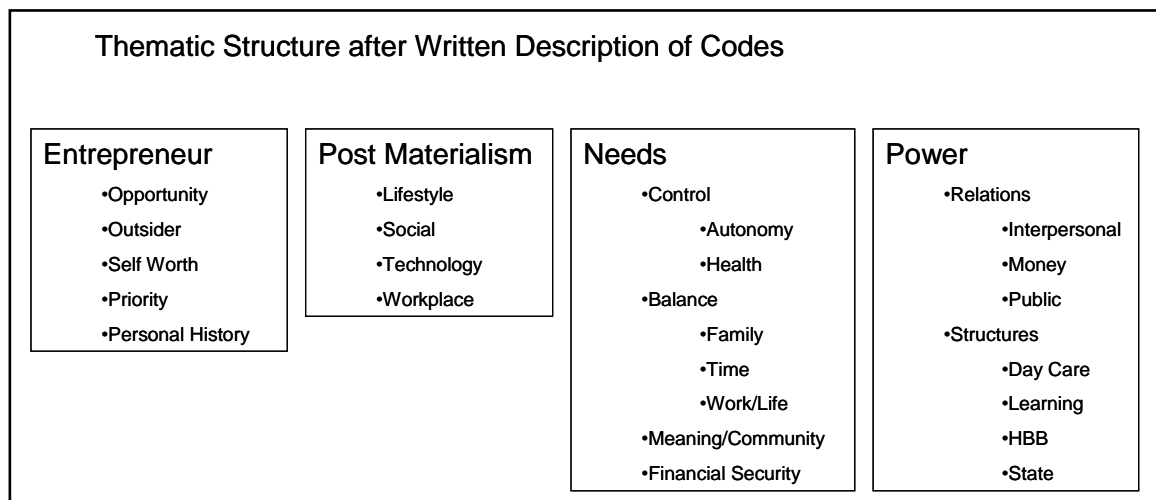 Thematic Structure after Written Description of Codes
Entrepreneur
•Opportunity
•Outsider
•Self Worth
•Priority
•Personal History
Post Materialism
•Lifestyle
•Social
•Technology
•Workplace
Needs
•Control
•Autonomy
•Health
•Balance
•Family
•Time
•Work/Life
•Meaning/Community
•Financial Security
Power
•Relations
•Interpersonal
•Money
•Public
•Structures
•Day Care
•Learning
•HBB
•State